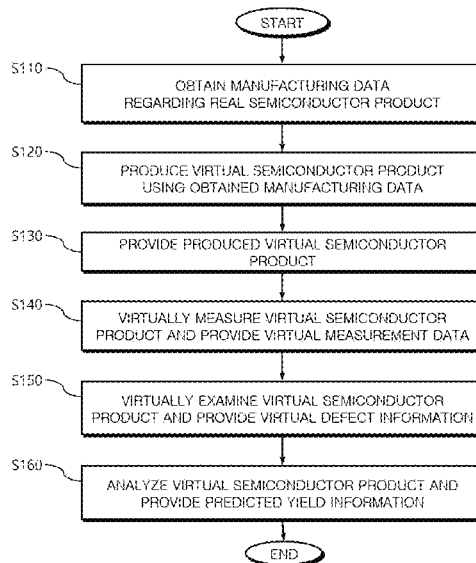 START
S110
OBTAIN MANUFACTURING DATA
REGARDING REAL SEMICONDUCTOR PRODUCT
S120
PRODUCE VIRTUAL SEMICONDUCTOR PRODUCT
USING OBTAINED MANUFACTURING DATA
S130
PROVIDE PRODUCED VIRTUAL SEMICONDUCTOR
PRODUCT
S140
VIRTUALLY MEASURE VIRTUAL SEMICONDUCTOR
PRODUCT AND PROVIDE VIRTUAL MEASUREMENT DATA
S150
VIRTUALLY EXAMINE VIRTUAL SEMICONDUCTOR
PRODUCT AND PROVIDE VIRTUAL DEFECT INFORMATION
S160
ANALYZE VIRTUAL SEMICONDUCTOR PRODUCT AND
PROVIDE PREDICTED YIELD INFORMATION
END